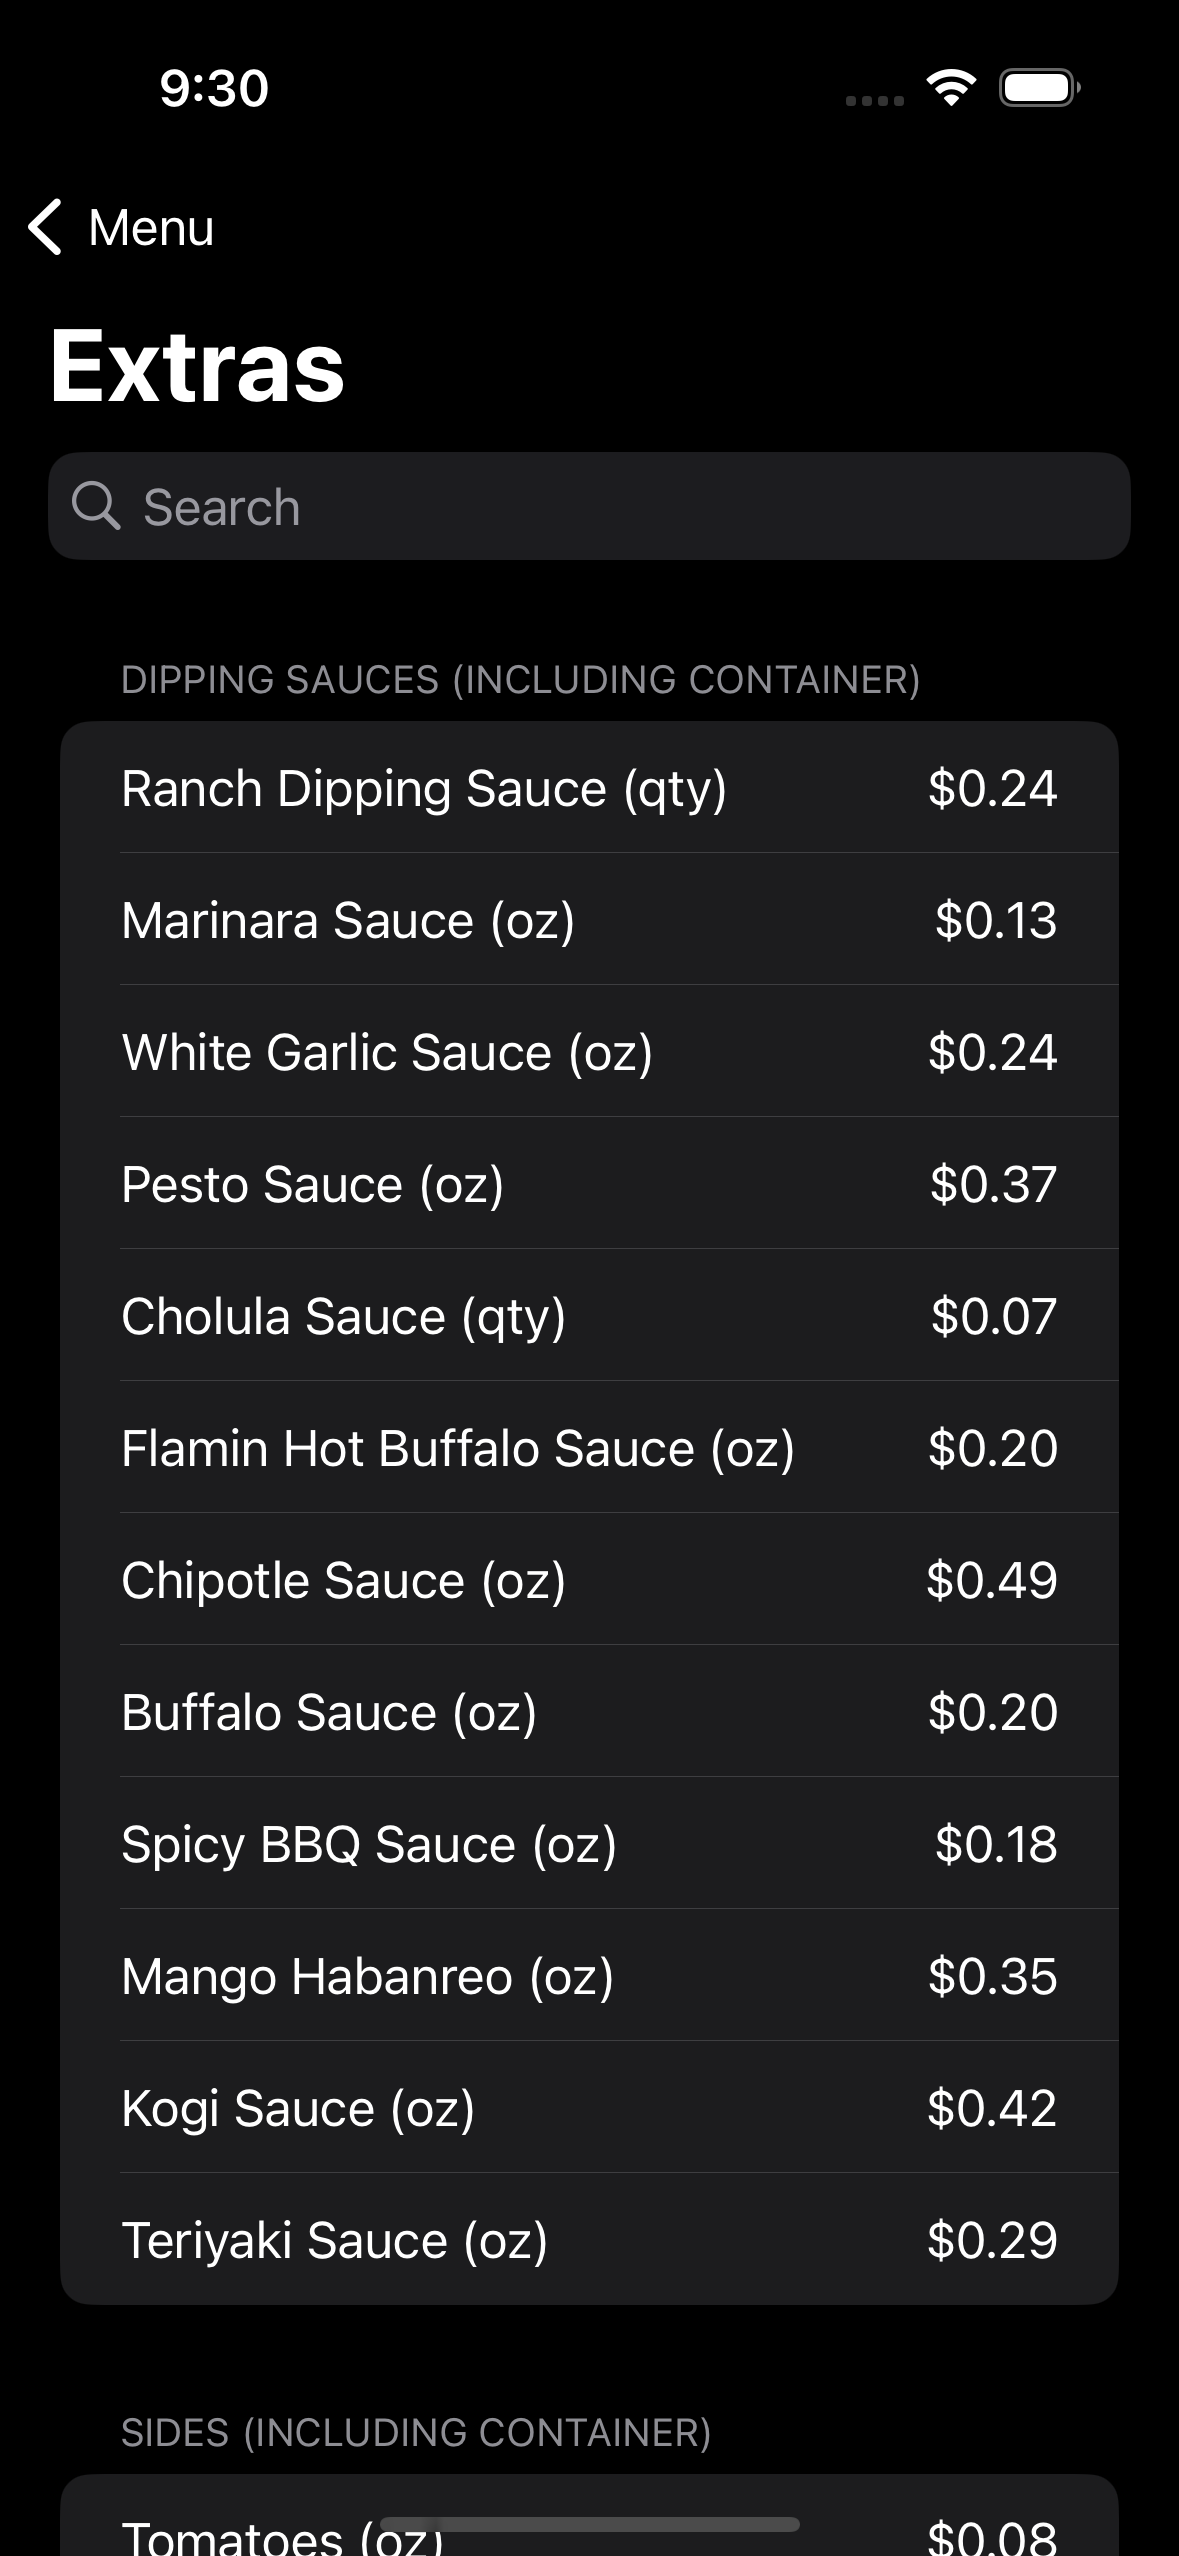 9:30
Menu
Extras
Search
DIPPING SAUCES (INCLUDING CONTAINER)
Ranch Dipping Sauce (qty) $0.24
Marinara Sauce (oz) $0.13
White Garlic Sauce (oz) $0.24
Pesto Sauce (oz) $0.37
Cholula Sauce (qty) $0.07
Flamin Hot Buffalo Sauce (oz) $0.20
Chipotle Sauce (oz) $0.49
Buffalo Sauce (oz) $0.20
Spicy BBQ Sauce (oz) $0.18
Mango Habanreo (oz) $0.35
Kogi Sauce (oz) $0.42
Teriyaki Sauce (oz) $0.29
SIDES (INCLUDING CONTAINER)
Tomatoes (oz) $0.08